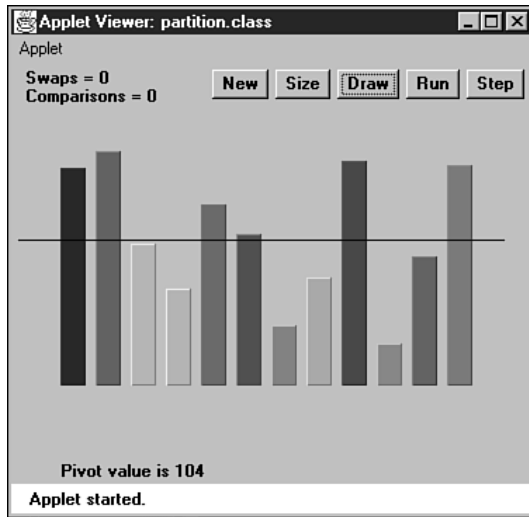 Applet Viewer: partition.class
Applet
Swaps = 0
Comparisons = 0
New Size Draw Run Step
Pivot value is 104
Applet started.